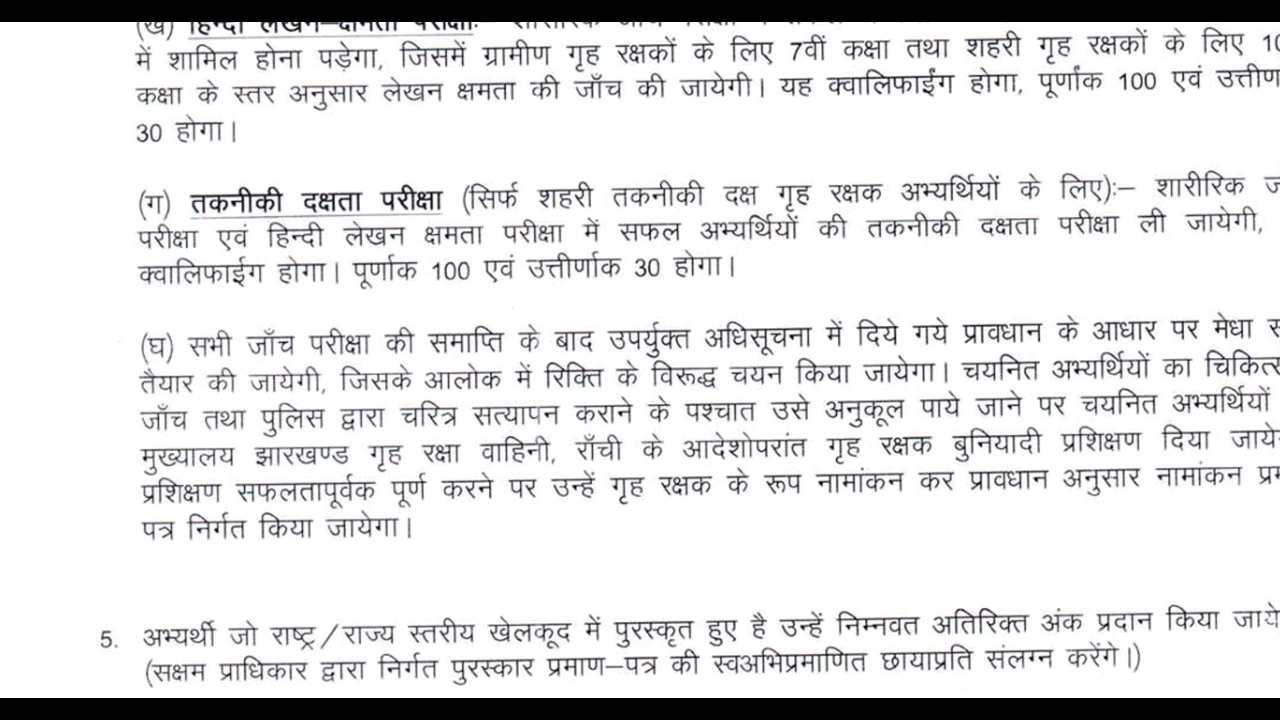 (ख) हिन्दी लेखन–क्षमता परीक्षाः–
में शामिल होना पड़ेगा, जिसमें ग्रामीण गृह रक्षकों के लिए 7वीं कक्षा तथा शहरी गृह रक्षकों के लिए
कक्षा के स्तर अनुसार लेखन क्षमता की जाँच की जायेगी। यह क्वालिफाईंग होगा, पूर्णांक 100 एवं
30 होगा।
(ग) तकनीकी दक्षता परीक्षा (सिर्फ शहरी तकनीकी दक्ष गृह रक्षक अभ्यर्थियों के लिए)ः– शारीरिक
परीक्षा एवं हिन्दी लेखन क्षमता परीक्षा में सफल अभ्यर्थियों की तकनीकी दक्षता परीक्षा ली जायेगी,
क्वालिफाईग होगा। पूर्णाक 100 एवं उत्तीर्णाक 30 होगा।
(घ) सभी जाँच परीक्षा की समाप्ति के बाद उपर्युक्त अधिसूचना में दिये गये प्रावधान के आधार पर मेधा
तैयार की जायेगी, जिसके आलोक में रिक्ति के विरूद्ध चयन किया जायेगा। चयनित अभ्यर्थियों का
जाँच तथा पुलिस द्वारा चरित्र सत्यापन कराने के पश्चात उसे अनुकूल पाये जाने पर चयनित अभ्यर्थियों
मुख्यालय झारखण्ड गृह रक्षा वाहिनी, राँची के आदेशोपरांत गृह रक्षक बुनियादी प्रशिक्षण दिया
प्रशिक्षण सफलतापूर्वक पूर्ण करने पर उन्हें गृह रक्षक के रूप नामांकन कर प्रावधान अनुसार नामांकन
पत्र निर्गत किया जायेगा।
5. अभ्यर्थी जो राष्ट्र/राज्य स्तरीय खेलकूद में पुरस्कृत हुए है उन्हें निम्नवत अतिरिक्त अंक प्रदान किया
(सक्षम प्राधिकार द्वारा निर्गत पुरस्कार प्रमाण–पत्र की स्वअभिप्रमाणित छायाप्रति संलग्न करेंगे।)